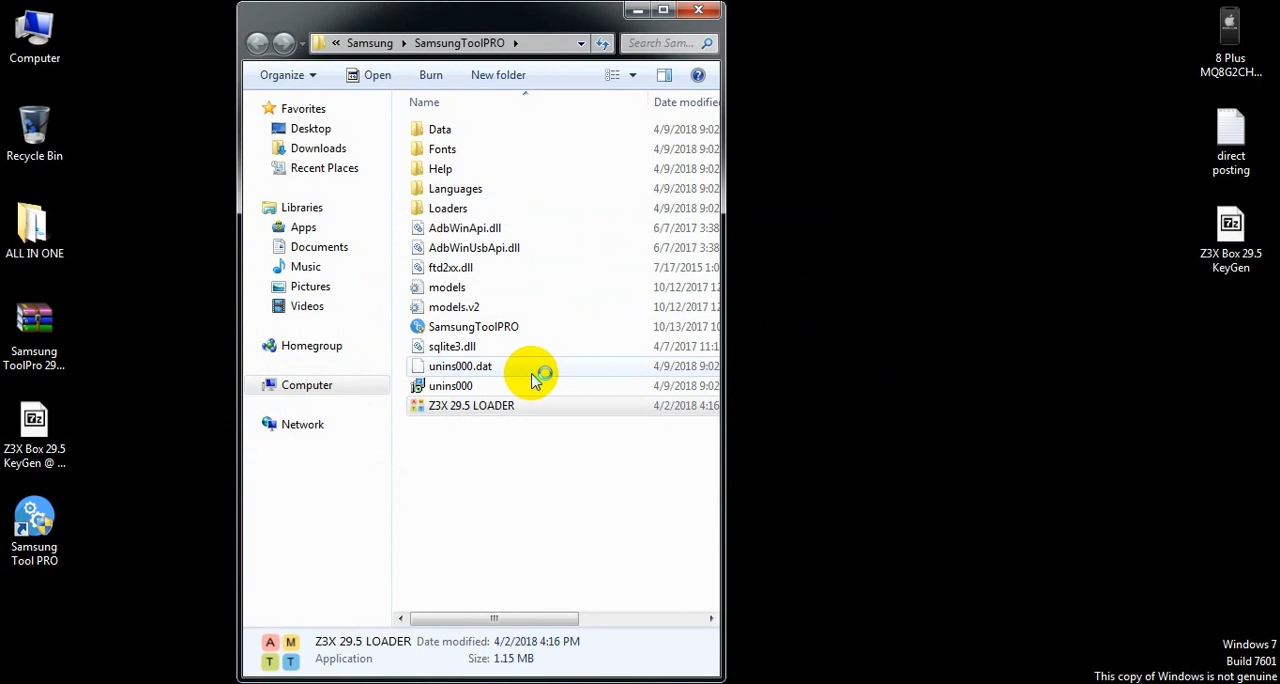 Computer
Recycle Bin
ALL IN ONE
Samsung
ToolPro 29...
Z3X Box 29.5
KeyGen @ ...
Samsung
Tool PRO
« Samsung SamsungToolPRO
Search Sam...
Organize Open Burn New folder
Favorites
Desktop
Downloads
Recent Places
Libraries
Apps
Documents
Music
Pictures
Videos
Homegroup
Computer
Network
Name Date modified
Data 4/9/2018 9:02
Fonts 4/9/2018 9:02
Help 4/9/2018 9:02
Languages 4/9/2018 9:02
Loaders 4/9/2018 9:02
AdbWinApi.dll 6/7/2017 3:38
AdbWinUsbApi.dll 6/7/2017 3:38
ftd2xx.dll 7/17/2015 1:0
models 10/12/2017 12
models.v2 10/12/2017 12
SamsungToolPRO 10/13/2017 10
sqlite3.dll 4/7/2017 11:1
unins000.dat 4/9/2018 9:02
unins000 4/9/2018 9:02
Z3X 29.5 LOADER 4/2/2018 4:16
A M
T T
Z3X 29.5 LOADER Date modified: 4/2/2018 4:16 PM
Application Size: 1.15 MB
8 Plus
MQ8G2CH...
direct
posting
7z
Z3X Box 29.5
KeyGen
Windows 7
Build 7601
This copy of Windows is not genuine